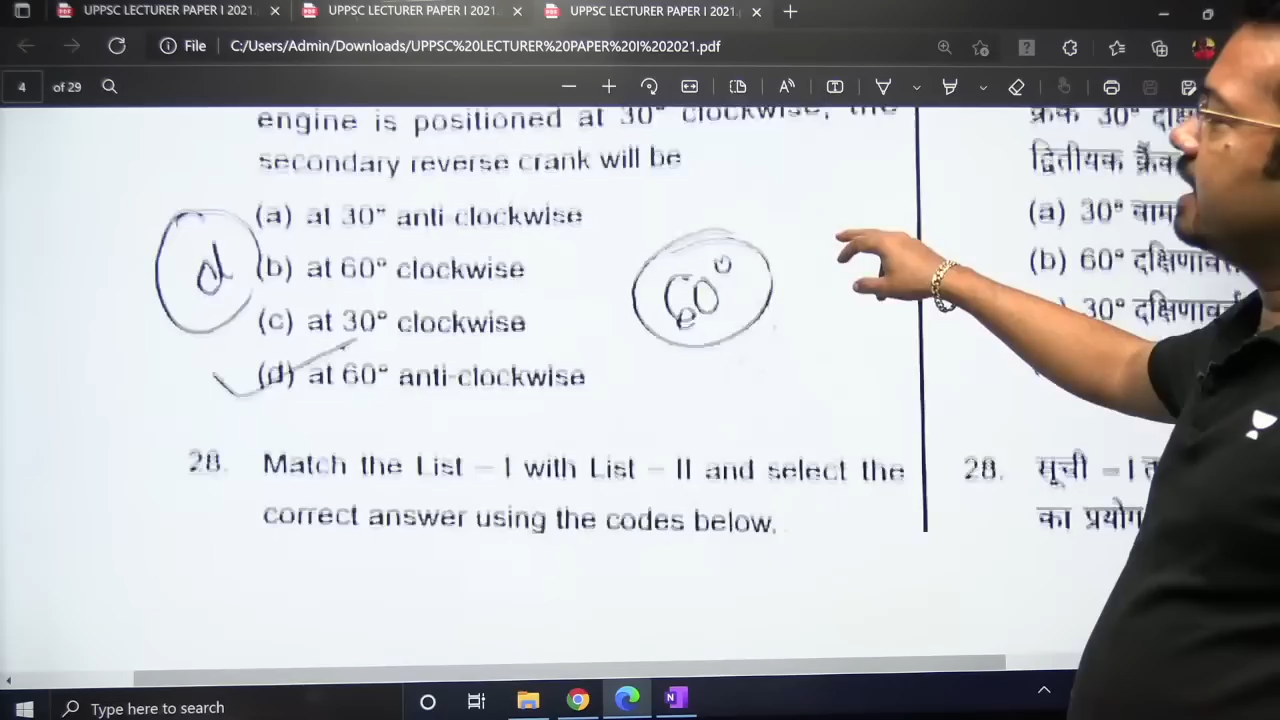 UPPSC LECTURER PAPER I 2021.
UPPSC LECTURER PAPER I 2021
UPPSC LECTURER PAPER I 2021.
File C:/Users/Admin/Downloads/UPPSC%20LECTURER%20PAPER%20I%202021.pdf
4 of 29
engine is positioned at 30° clockwise, the
secondary reverse crank will be
(a) at 30° anti-clockwise
(b) at 60° clockwise
(c) at 30° clockwise
(d) at 60° anti-clockwise
d
60°
28. Match the List – I with List – II and select the
correct answer using the codes below.
क्रैंक 30°
द्वितीयक क्रैंक
(a) 30° वाम
(b) 60° दक्षिणावर्त
30° दक्षिणावर्त
28. सूची – I
का प्रयोग
Type here to search